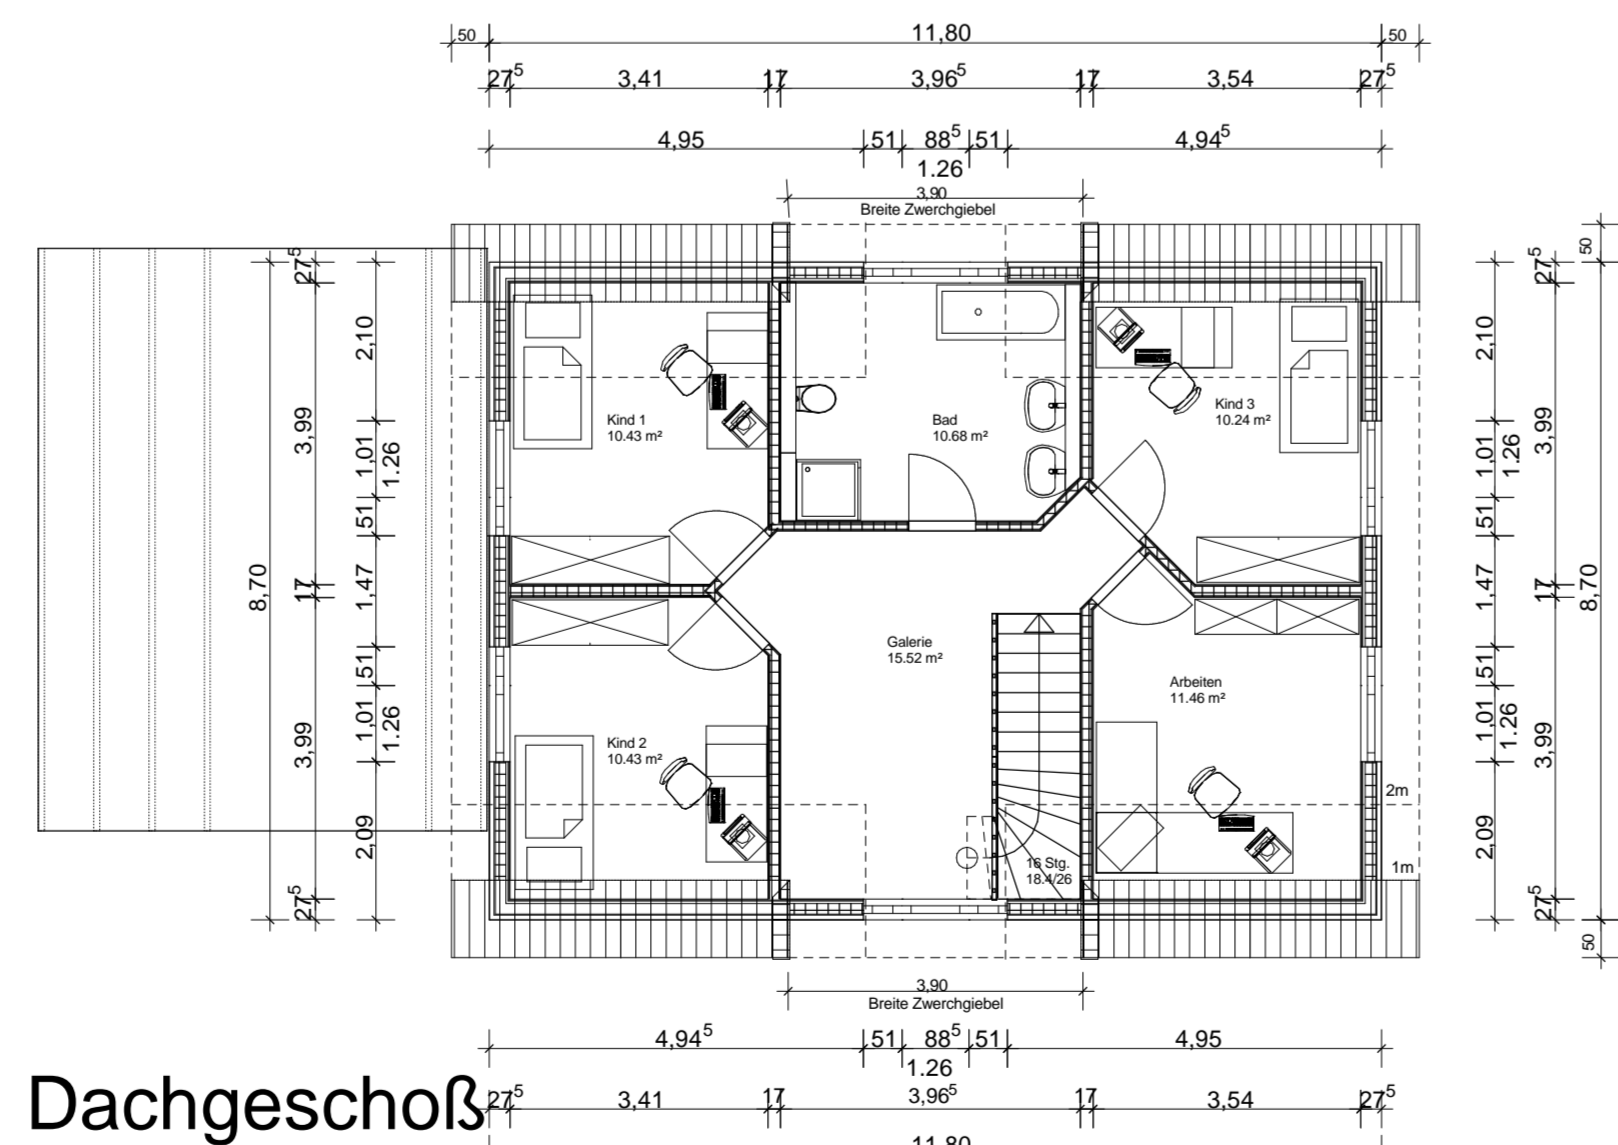 50 11,80 50
27⁵ 3,41 17 3,96⁵ 17 3,54 27⁵
4,95 51 88⁵ 51 4,94⁵
1.26
3,90
Breite Zwerchgiebel
27⁵
3,99
17
3,99
27⁵
8,70
2,10
1,01
1.26
51
1,47
51
1,01
1.26
2,09
Kind 1
10.43 m²
Bad
10.68 m²
Kind 3
10.24 m²
Galerie
15.52 m²
Kind 2
10.43 m²
Arbeiten
11.46 m²
16 Stg.
18.4/26
2m
1m
2,10
1,01
1.26
51
1,47
51
1,01
1.26
2,09
27⁵
3,99
17
3,99
27⁵
50
8,70
50
3,90
Breite Zwerchgiebel
4,94⁵ 51 88⁵ 51 4,95
1.26
27⁵ 3,41 17 3,96⁵ 17 3,54 27⁵
11,80
Dachgeschoß